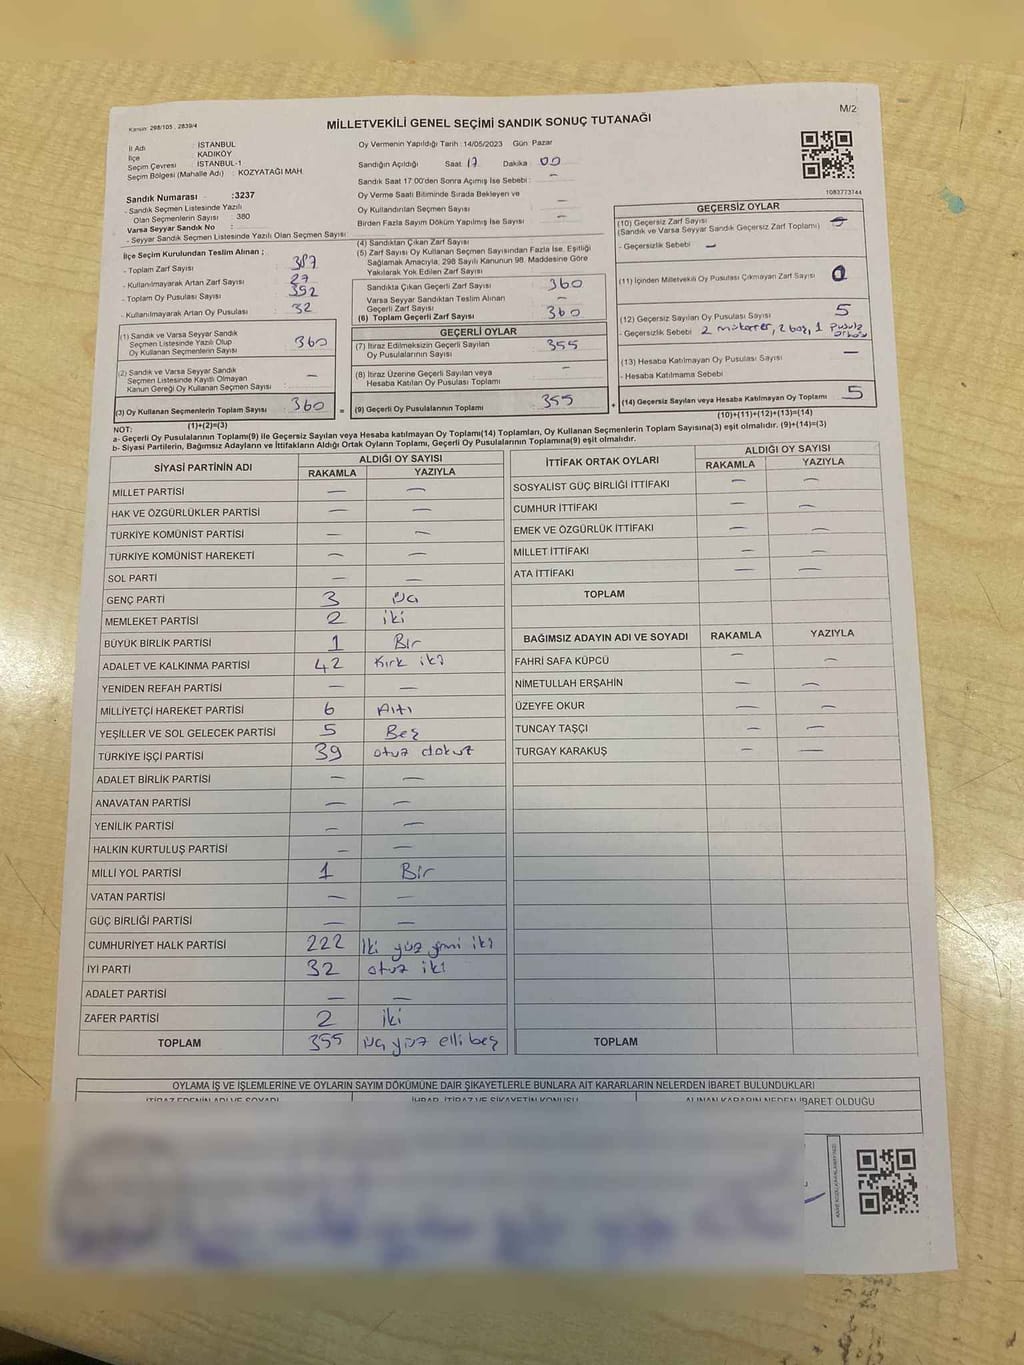 M/2
Kanun 298/105 , 2839/4
MİLLETVEKİLİ GENEL SEÇİMİ SANDIK SONUÇ TUTANAĞI
İl Adı : İSTANBUL
İlçe : KADIKÖY
Seçim Çevresi : İSTANBUL-1
Seçim Bölgesi (Mahalle Adı) : KOZYATAĞI MAH.
Sandık Numarası :3237
- Sandık Seçmen Listesinde Yazılı
Olan Seçmenlerin Sayısı : 380
Varsa Seyyar Sandık No :
- Seyyar Sandık Seçmen Listesinde Yazılı Olan Seçmen Sayısı :
İlçe Seçim Kurulundan Teslim Alınan ;
- Toplam Zarf Sayısı 387
- Kullanılmayarak Artan Zarf Sayısı 27
- Toplam Oy Pusulası Sayısı 392
- Kullanılmayarak Artan Oy Pusulası 32
(1) Sandık ve Varsa Seyyar Sandık
Seçmen Listesinde Yazılı Olup
Oy Kullanan Seçmenlerin Sayısı 360
(2) Sandık ve Varsa Seyyar Sandık
Seçmen Listesinde Kayıtlı Olmayan
Kanun Gereği Oy Kullanan Seçmen Sayısı —
(3) Oy Kullanan Seçmenlerin Toplam Sayısı 360 =
(1)+(2)=(3)
Oy Vermenin Yapıldığı Tarih : 14/05/2023 Gün: Pazar
Sandığın Açıldığı Saat : 17 Dakika : 00
Sandık Saat 17:00'den Sonra Açımış İse Sebebi : —
Oy Verme Saati Bitiminde Sırada Bekleyen ve
Oy Kullandırılan Seçmen Sayısı —
Birden Fazla Sayım Döküm Yapılmış İse Sayısı —
(4) Sandıktan Çıkan Zarf Sayısı
(5) Zarf Sayısı Oy Kullanan Seçmen Sayısından Fazla İse, Eşitliği
Sağlamak Amacıyla, 298 Sayılı Kanunun 98. Maddesine Göre
Yakılarak Yok Edilen Zarf Sayısı
Sandıkta Çıkan Geçerli Zarf Sayısı 360
Varsa Seyyar Sandıktan Teslim Alınan
Geçerli Zarf Sayısı —
(6) Toplam Geçerli Zarf Sayısı 360
GEÇERLİ OYLAR
(7) İtiraz Edilmeksizin Geçerli Sayılan
Oy Pusulalarının Sayısı 355
(8) İtiraz Üzerine Geçerli Sayılan veya
Hesaba Katılan Oy Pusulası Toplamı —
(9) Geçerli Oy Pusulalarının Toplamı 355 +
1083773744
GEÇERSİZ OYLAR
(10) Geçersiz Zarf Sayısı
(Sandık ve Varsa Seyyar Sandık Geçersiz Zarf Toplamı)
- Geçersizlik Sebebi —
(11) İçinden Milletvekili Oy Pusulası Çıkmayan Zarf Sayısı 0
(12) Geçersiz Sayılan Oy Pusulası Sayısı 5
- Geçersizlik Sebebi 2 mükerrer, 2 boş, 1 pusula
(13) Hesaba Katılmayan Oy Pusulası Sayısı —
- Hesaba Katılmama Sebebi
(14) Geçersiz Sayılan veya Hesaba Katılmayan Oy Toplamı 5
(10)+(11)+(12)+(13)=(14)
NOT:
a- Geçerli Oy Pusulalarının Toplamı(9) ile Geçersiz Sayılan veya Hesaba katılmayan Oy Toplamı(14) Toplamları, Oy Kullanan Seçmenlerin Toplam Sayısına(3) eşit olmalıdır. (9)+(14)=(3)
b- Siyasi Partilerin, Bağımsız Adayların ve İttifakların Aldığı Ortak Oyların Toplamı, Geçerli Oy Pusulalarının Toplamına(9) eşit olmalıdır.
SİYASİ PARTİNİN ADI ALDIĞI OY SAYISI
RAKAMLA YAZIYLA
MİLLET PARTİSİ — —
HAK VE ÖZGÜRLÜKLER PARTİSİ — —
TÜRKİYE KOMÜNİST PARTİSİ — —
TÜRKİYE KOMÜNİST HAREKETİ — —
SOL PARTİ — —
GENÇ PARTİ 3 üç
MEMLEKET PARTİSİ 2 iki
BÜYÜK BİRLİK PARTİSİ 1 Bir
ADALET VE KALKINMA PARTİSİ 42 Kırk iki
YENİDEN REFAH PARTİSİ — —
MİLLİYETÇİ HAREKET PARTİSİ 6 Altı
YEŞİLLER VE SOL GELECEK PARTİSİ 5 Beş
TÜRKİYE İŞÇİ PARTİSİ 39 otuz dokuz
ADALET BİRLİK PARTİSİ — —
ANAVATAN PARTİSİ — —
YENİLİK PARTİSİ — —
HALKIN KURTULUŞ PARTİSİ — —
MİLLİ YOL PARTİSİ 1 Bir
VATAN PARTİSİ — —
GÜÇ BİRLİĞİ PARTİSİ — —
CUMHURİYET HALK PARTİSİ 222 İki yüz yirmi iki
İYİ PARTİ 32 otuz iki
ADALET PARTİSİ — —
ZAFER PARTİSİ 2 iki
TOPLAM 355 üç yüz elli beş
İTTİFAK ORTAK OYLARI ALDIĞI OY SAYISI
RAKAMLA YAZIYLA
SOSYALİST GÜÇ BİRLİĞİ İTTİFAKI — —
CUMHUR İTTİFAKI — —
EMEK VE ÖZGÜRLÜK İTTİFAKI — —
MİLLET İTTİFAKI — —
ATA İTTİFAKI — —
TOPLAM
BAĞIMSIZ ADAYIN ADI VE SOYADI RAKAMLA YAZIYLA
FAHRİ SAFA KÜPCÜ — —
NİMETULLAH ERŞAHİN — —
ÜZEYFE OKUR — —
TUNCAY TAŞÇI — —
TURGAY KARAKUŞ — —
TOPLAM
OYLAMA İŞ VE İŞLEMLERİNE VE OYLARIN SAYIM DÖKÜMÜNE DAİR ŞİKAYETLERLE BUNLARA AİT KARARLARIN NELERDEN İBARET BULUNDUKLARI
İTİRAZ EDENİN ADI VE SOYADI İHBAR, İTİRAZ VE ŞİKAYETİN KONUSU ALINAN KARARIN NEDEN İBARET OLDUĞU